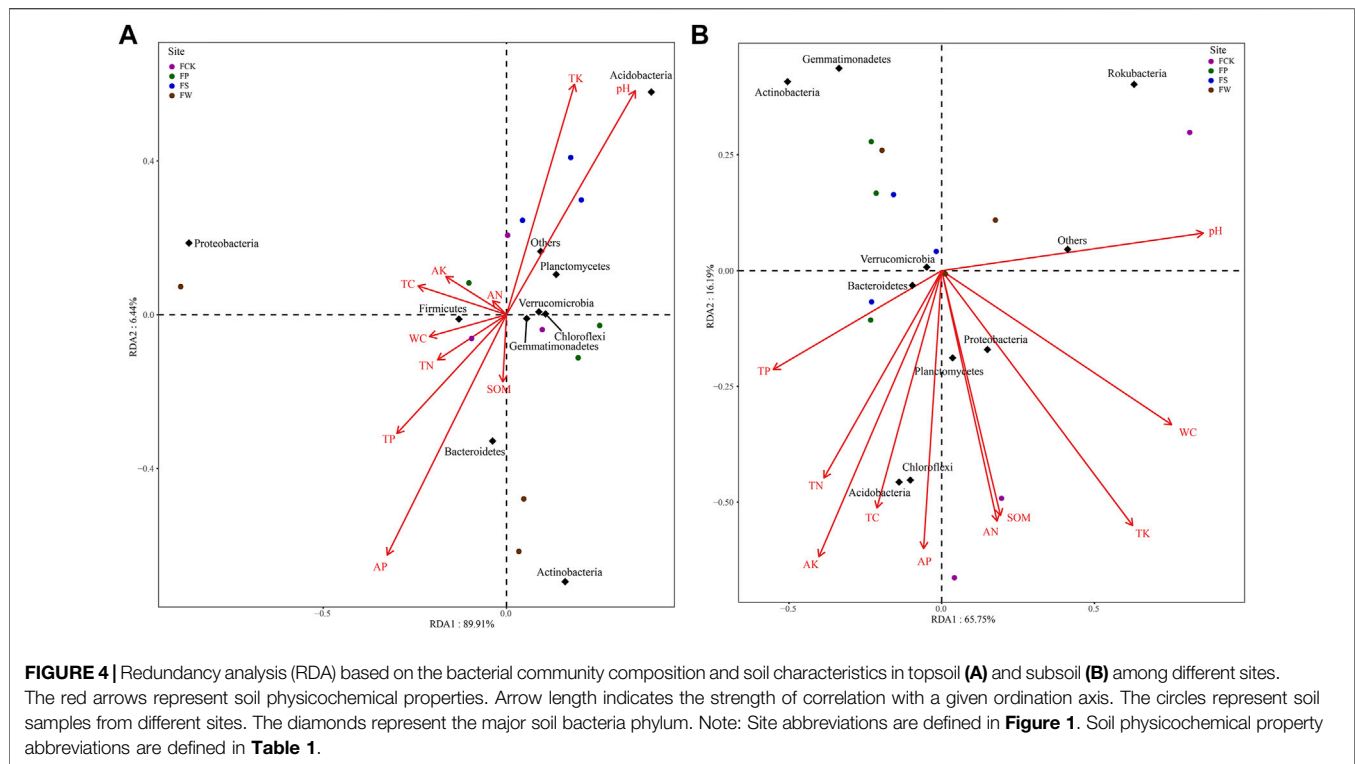 A
Site
FCK
FP
FS
FW
TK
Acidobacteria
pH
0.4
Proteobacteria
Others
Planctomycetes
AK
TC
AN
Firmicutes
Verrucomicrobia
0.0
WC
Chloroflexi
Gemmatimonadetes
TN
SOM
TP
Bacteroidetes
−0.4
AP
Actinobacteria
−0.5
0.0
RDA1 : 89.91%
RDA2 : 6.44%
B
Site
FCK
FP
FS
FW
Gemmatimonadetes
Actinobacteria
Rokubacteria
0.25
pH
Others
Verrucomicrobia
0.00
Bacteroidetes
Proteobacteria
Planctomycetes
TP
−0.25
WC
Chloroflexi
TN
Acidobacteria
−0.50
TC
SOM
AN
TK
AK
AP
−0.5
0.0
0.5
RDA1 : 65.75%
RDA2 : 16.19%
FIGURE 4 | Redundancy analysis (RDA) based on the bacterial community composition and soil characteristics in topsoil (A) and subsoil (B) among different sites.
The red arrows represent soil physicochemical properties. Arrow length indicates the strength of correlation with a given ordination axis. The circles represent soil
samples from different sites. The diamonds represent the major soil bacteria phylum. Note: Site abbreviations are defined in Figure 1. Soil physicochemical property
abbreviations are defined in Table 1.